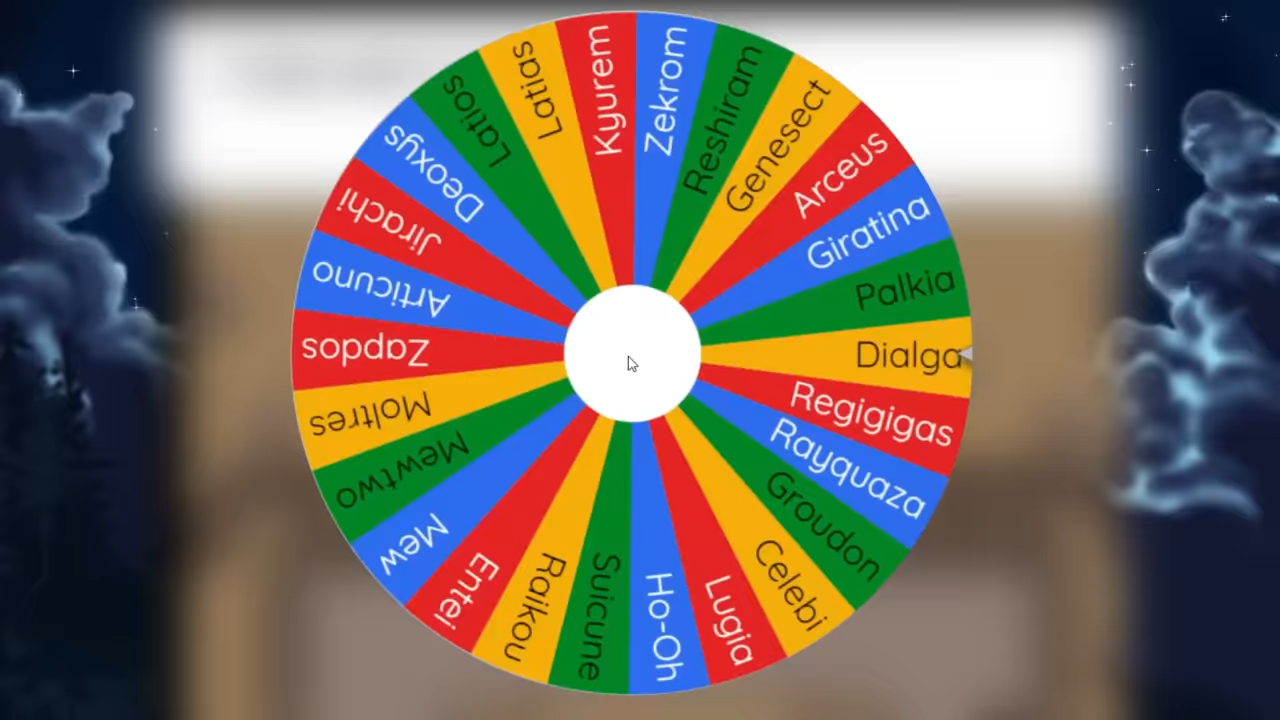 Kyurem
Zekrom
Reshiram
Genesect
Arceus
Giratina
Palkia
Dialga
Regigigas
Rayquaza
Groudon
Celebi
Lugia
Ho-Oh
Suicune
Raikou
Entei
Mew
Mewtwo
Moltres
Zapdos
Articuno
Jirachi
Deoxys
Latios
Latias